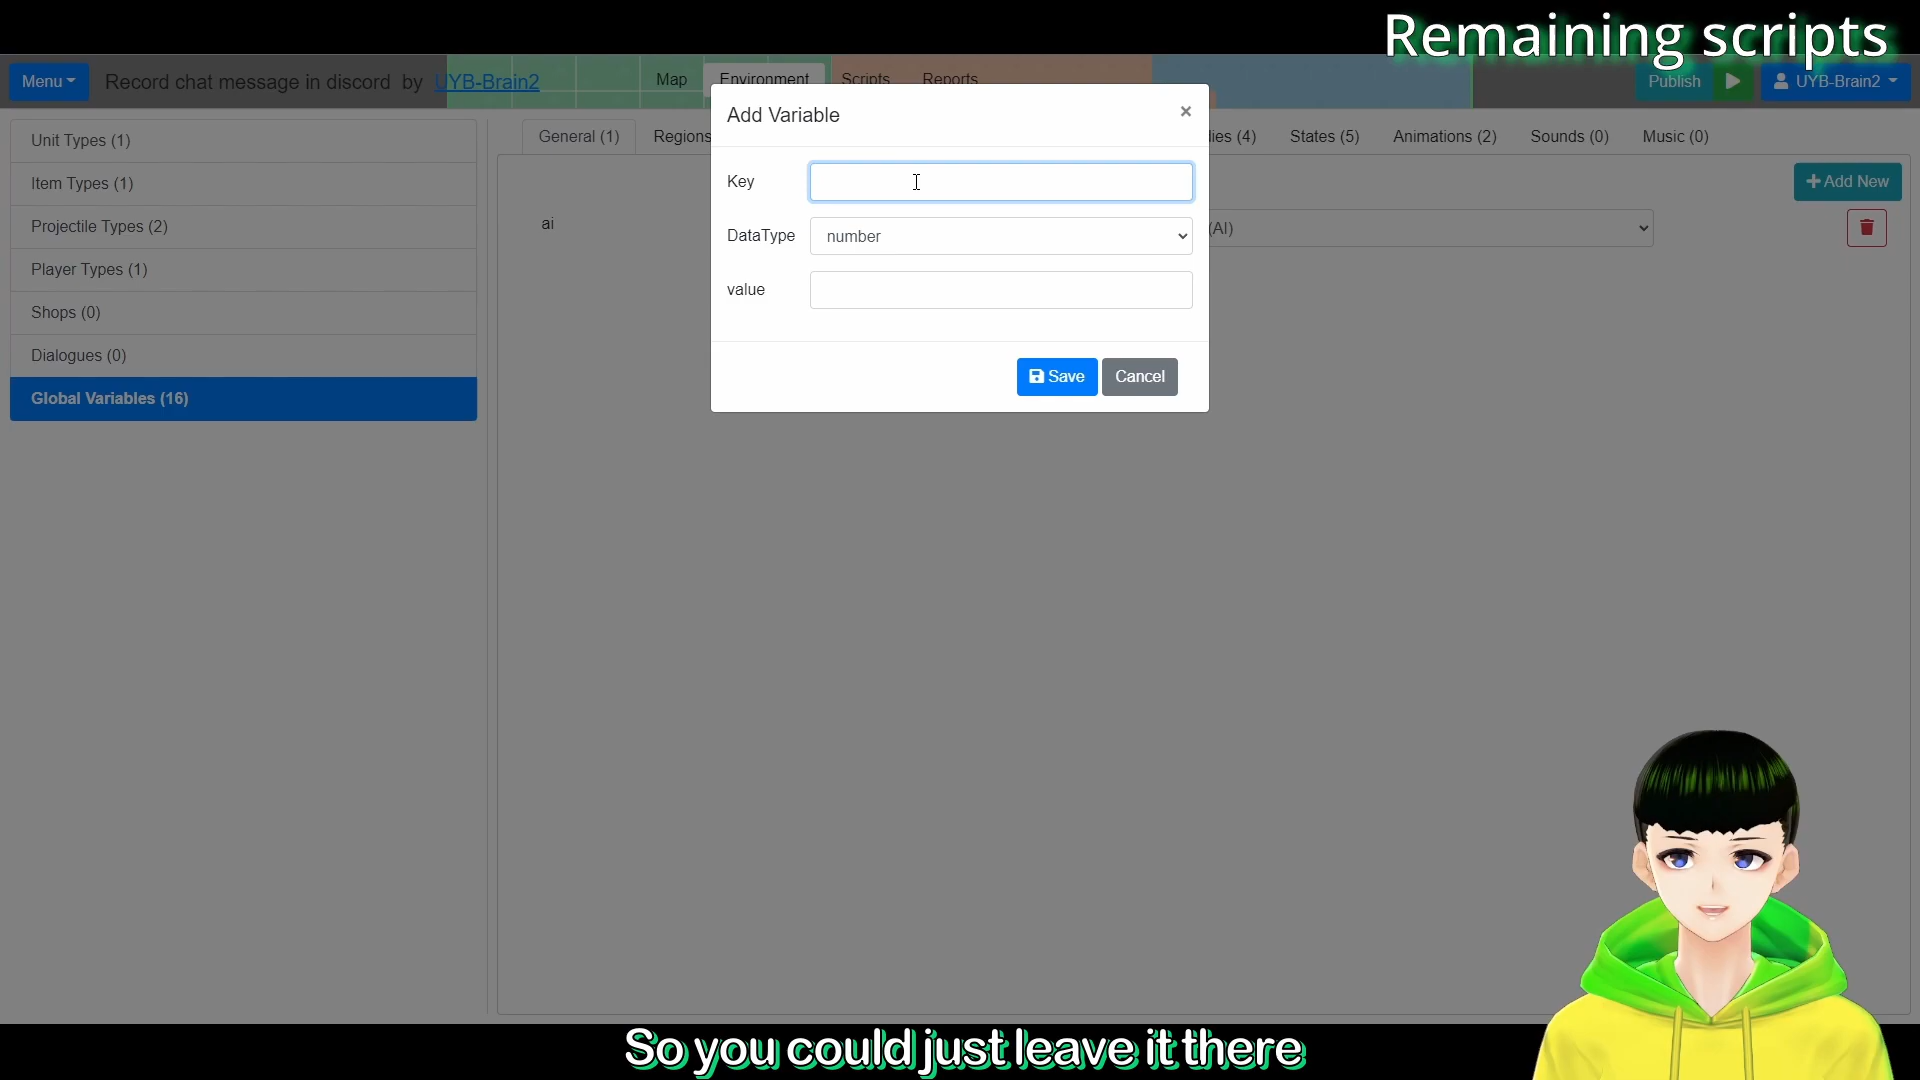 Remaining scripts
Menu
Record chat message in discord by UYB-Brain2
Map
Environment
Scripts
Reports
Publish
UYB-Brain2
Add Variable
×
Unit Types (1)
Item Types (1)
Projectile Types (2)
Player Types (1)
Shops (0)
Dialogues (0)
Global Variables (16)
General (1)
Regions
(4)
States (5)
Animations (2)
Sounds (0)
Music (0)
Add New
ai
(AI)
Key
DataType
number
value
Save
Cancel
So you could just leave it there